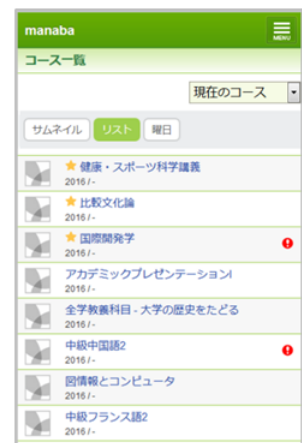 manaba
MENU
コース一覧
現在のコース
サムネイル リスト 曜日
健康・スポーツ科学講義
2016 / -
比較文化論
2016 / -
国際開発学
2016 / -
アカデミックプレゼンテーションI
2016 / -
全学教養科目 - 大学の歴史をたどる
2016 / -
中級中国語2
2016 / -
図情報とコンピュータ
2016 / -
中級フランス語2
2016 / -